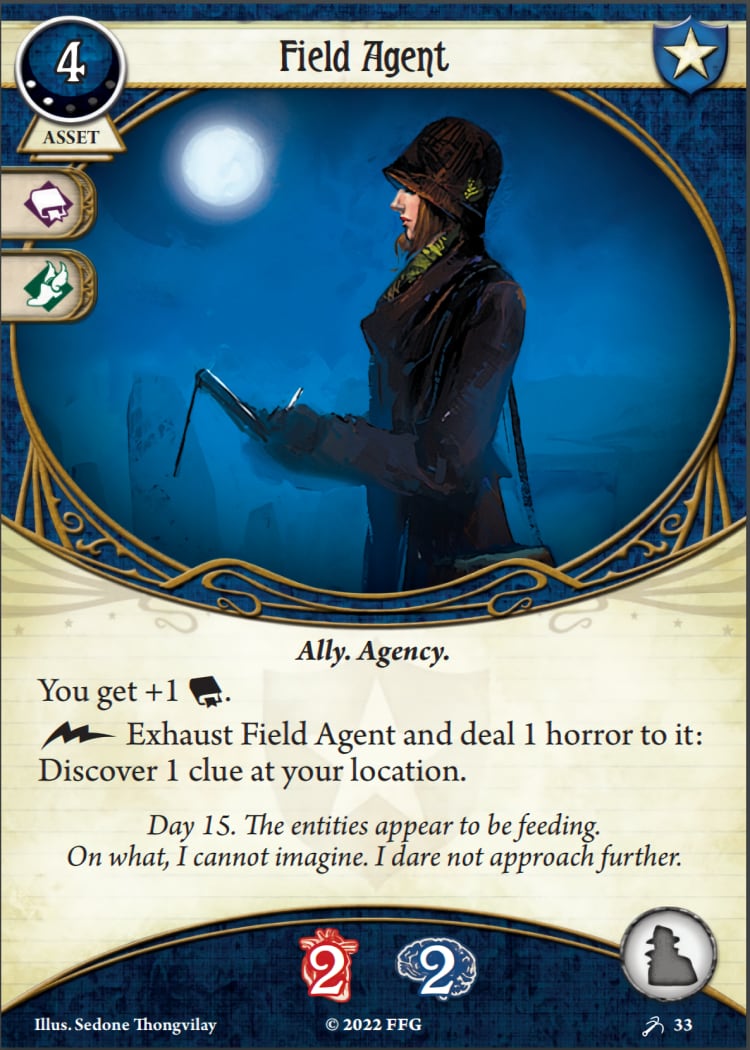 4
Field Agent
ASSET
Ally. Agency.
You get +1 .
Exhaust Field Agent and deal 1 horror to it:
Discover 1 clue at your location.
Day 15. The entities appear to be feeding.
On what, I cannot imagine. I dare not approach further.
2 2
Illus. Sedone Thongvilay © 2022 FFG 33